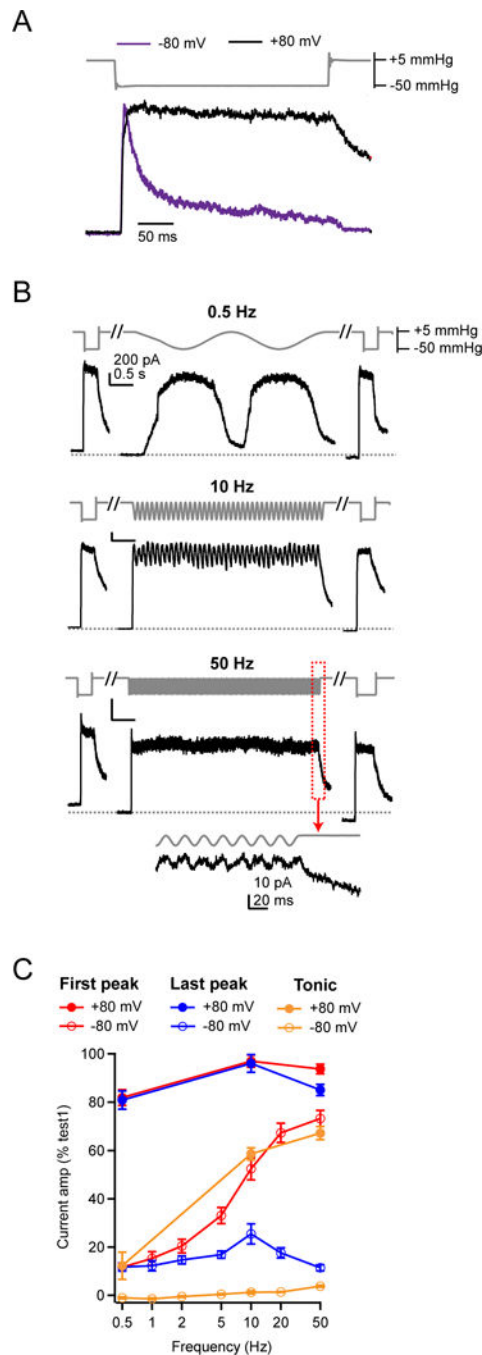 A
-80 mV +80 mV
+5 mmHg
-50 mmHg
50 ms
B
0.5 Hz
+5 mmHg
-50 mmHg
200 pA
0.5 s
10 Hz
50 Hz
10 pA
20 ms
C
First peak Last peak Tonic
+80 mV +80 mV +80 mV
-80 mV -80 mV -80 mV
100
80
60
40
20
0
Current amp (% test1)
0.5 1 2 5 10 20 50
Frequency (Hz)